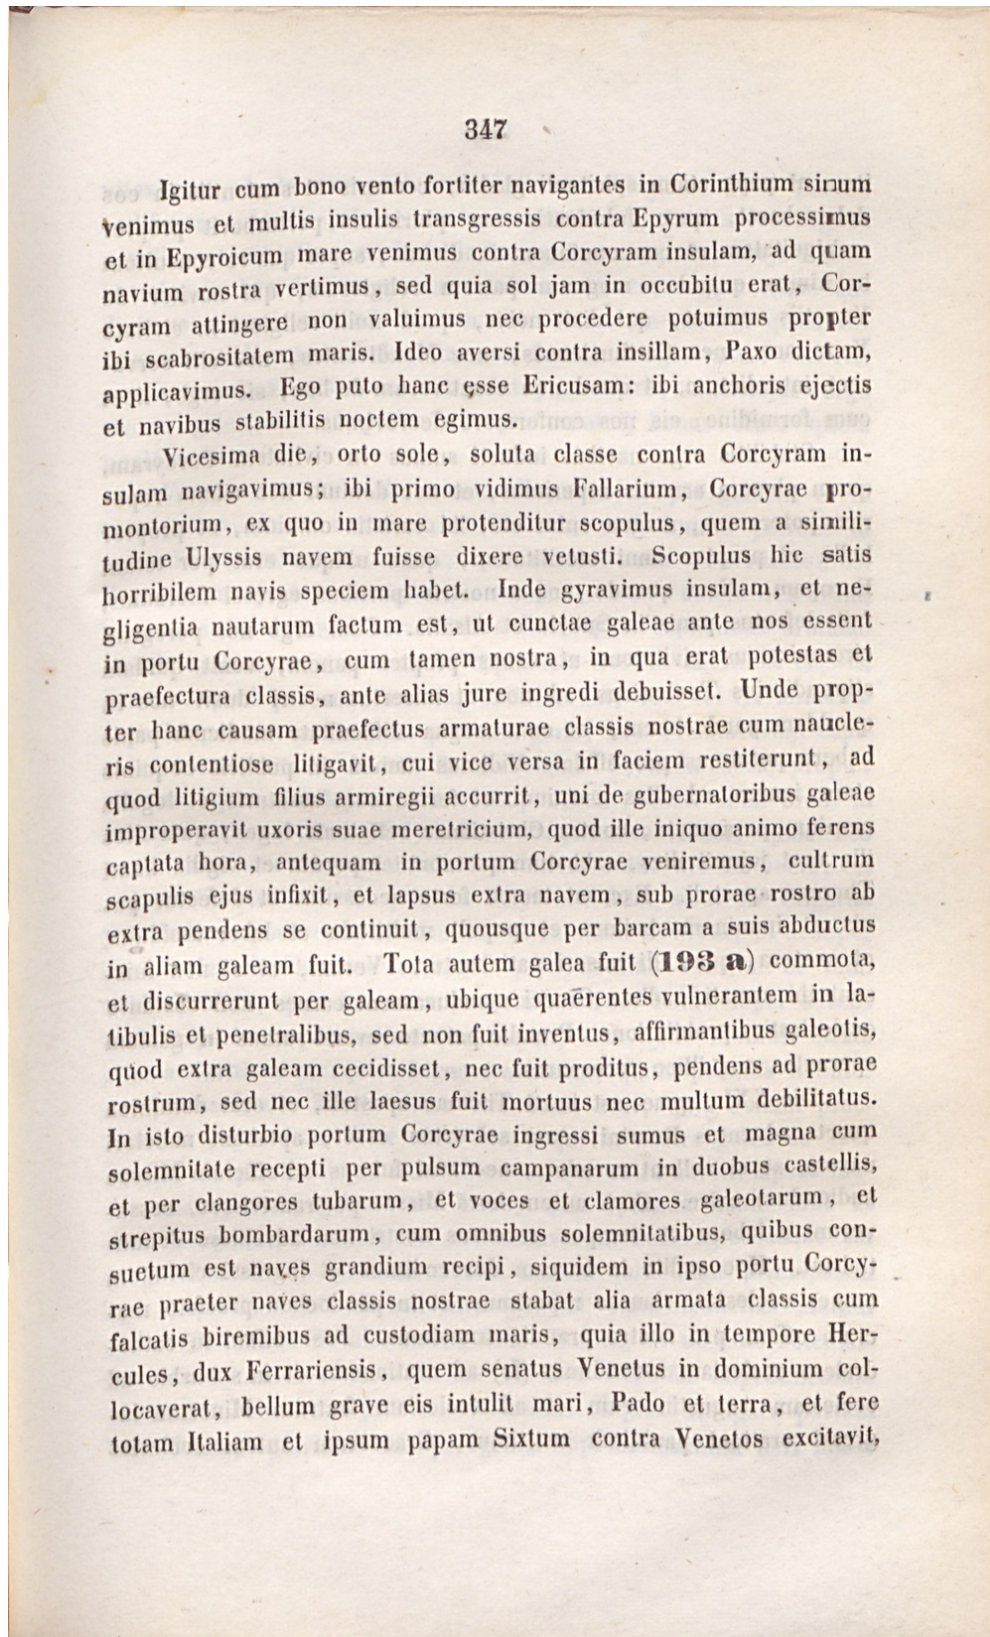 347
Igitur cum bono vento fortiter navigantes in Corinthium sinum
venimus et multis insulis transgressis contra Epyrum processimus
et in Epyroicum mare venimus contra Corcyram insulam, ad quam
navium rostra vertimus, sed quia sol jam in occubitu erat, Cor-
cyram attingere non valuimus nec procedere potuimus propter
ibi scabrositatem maris. Ideo aversi contra insillam, Paxo dictam,
applicavimus. Ego puto hanc esse Ericusam: ibi anchoris ejectis
et navibus stabilitis noctem egimus.
Vicesima die, orto sole, soluta classe contra Corcyram in-
sulam navigavimus; ibi primo vidimus Fallarium, Corcyrae pro-
montorium, ex quo in mare protenditur scopulus, quem a simili-
tudine Ulyssis navem fuisse dixere vetusti. Scopulus hic satis
horribilem navis speciem habet. Inde gyravimus insulam, et ne-
gligentia nautarum factum est, ut cunctae galeae ante nos essent
in portu Corcyrae, cum tamen nostra, in qua erat potestas et
praefectura classis, ante alias jure ingredi debuisset. Unde prop-
ter hanc causam praefectus armaturae classis nostrae cum naucle-
ris contentiose litigavit, cui vice versa in faciem restiterunt, ad
quod litigium filius armiregii accurrit, uni de gubernatoribus galeae
improperavit uxoris suae meretricium, quod ille iniquo animo ferens
captata hora, antequam in portum Corcyrae veniremus, cultrum
scapulis ejus infixit, et lapsus extra navem, sub prorae rostro ab
extra pendens se continuit, quousque per barcam a suis abductus
in aliam galeam fuit. Tota autem galea fuit (193 a) commota,
et discurrerunt per galeam, ubique quaerentes vulnerantem in la-
tibulis et penetralibus, sed non fuit inventus, affirmantibus galeotis,
quod extra galeam cecidisset, nec fuit proditus, pendens ad prorae
rostrum, sed nec ille laesus fuit mortuus nec multum debilitatus.
In isto disturbio portum Corcyrae ingressi sumus et magna cum
solemnitate recepti per pulsum campanarum in duobus castellis,
et per clangores tubarum, et voces et clamores galeotarum, et
strepitus bombardarum, cum omnibus solemnitatibus, quibus con-
suetum est naves grandium recipi, siquidem in ipso portu Corcy-
rae praeter naves classis nostrae stabat alia armata classis cum
falcatis biremibus ad custodiam maris, quia illo in tempore Her-
cules, dux Ferrariensis, quem senatus Venetus in dominium col-
locaverat, bellum grave eis intulit mari, Pado et terra, et fere
totam Italiam et ipsum papam Sixtum contra Venetos excitavit,